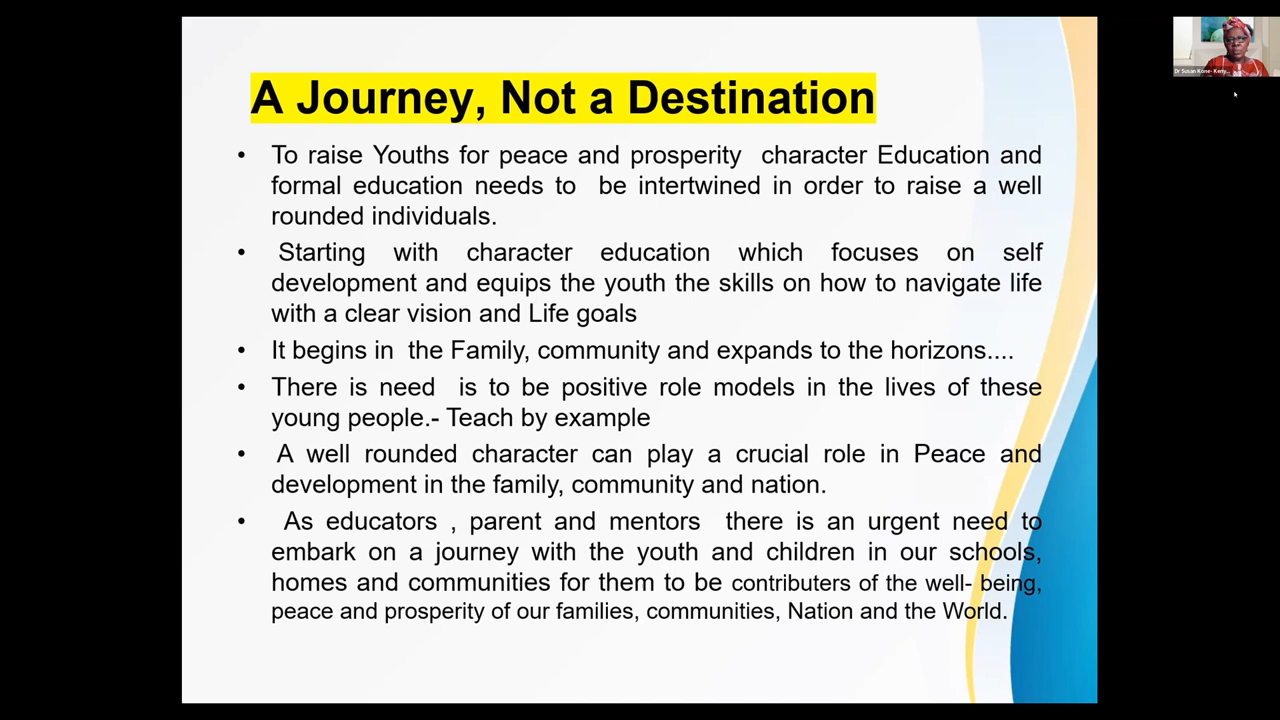 A Journey, Not a Destination
• To raise Youths for peace and prosperity character Education and
formal education needs to be intertwined in order to raise a well
rounded individuals.
• Starting with character education which focuses on self
development and equips the youth the skills on how to navigate life
with a clear vision and Life goals
• It begins in the Family, community and expands to the horizons....
• There is need is to be positive role models in the lives of these
young people.- Teach by example
• A well rounded character can play a crucial role in Peace and
development in the family, community and nation.
• As educators , parent and mentors there is an urgent need to
embark on a journey with the youth and children in our schools,
homes and communities for them to be contributers of the well- being,
peace and prosperity of our families, communities, Nation and the World.
Dr Susan Kone- Keny...